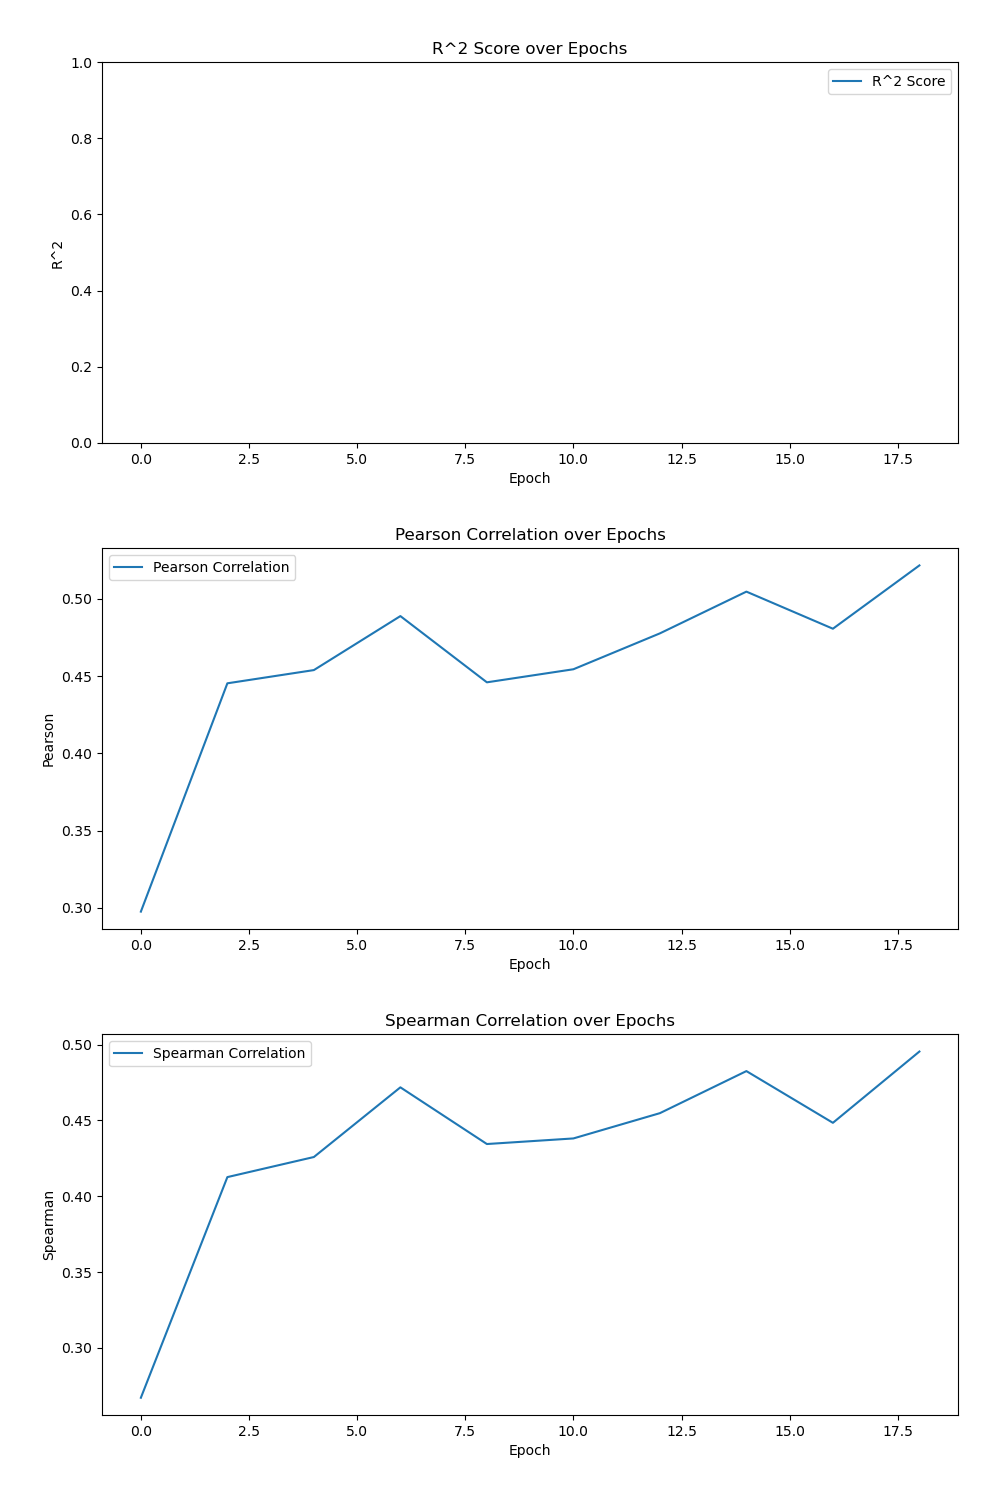 R^2 Score over Epochs
R^2 Score
1.0
0.8
0.6
0.4
0.2
0.0
R^2
0.0 2.5 5.0 7.5 10.0 12.5 15.0 17.5
Epoch
Pearson Correlation over Epochs
Pearson Correlation
0.50
0.45
0.40
0.35
0.30
Pearson
0.0 2.5 5.0 7.5 10.0 12.5 15.0 17.5
Epoch
Spearman Correlation over Epochs
Spearman Correlation
0.50
0.45
0.40
0.35
0.30
Spearman
0.0 2.5 5.0 7.5 10.0 12.5 15.0 17.5
Epoch